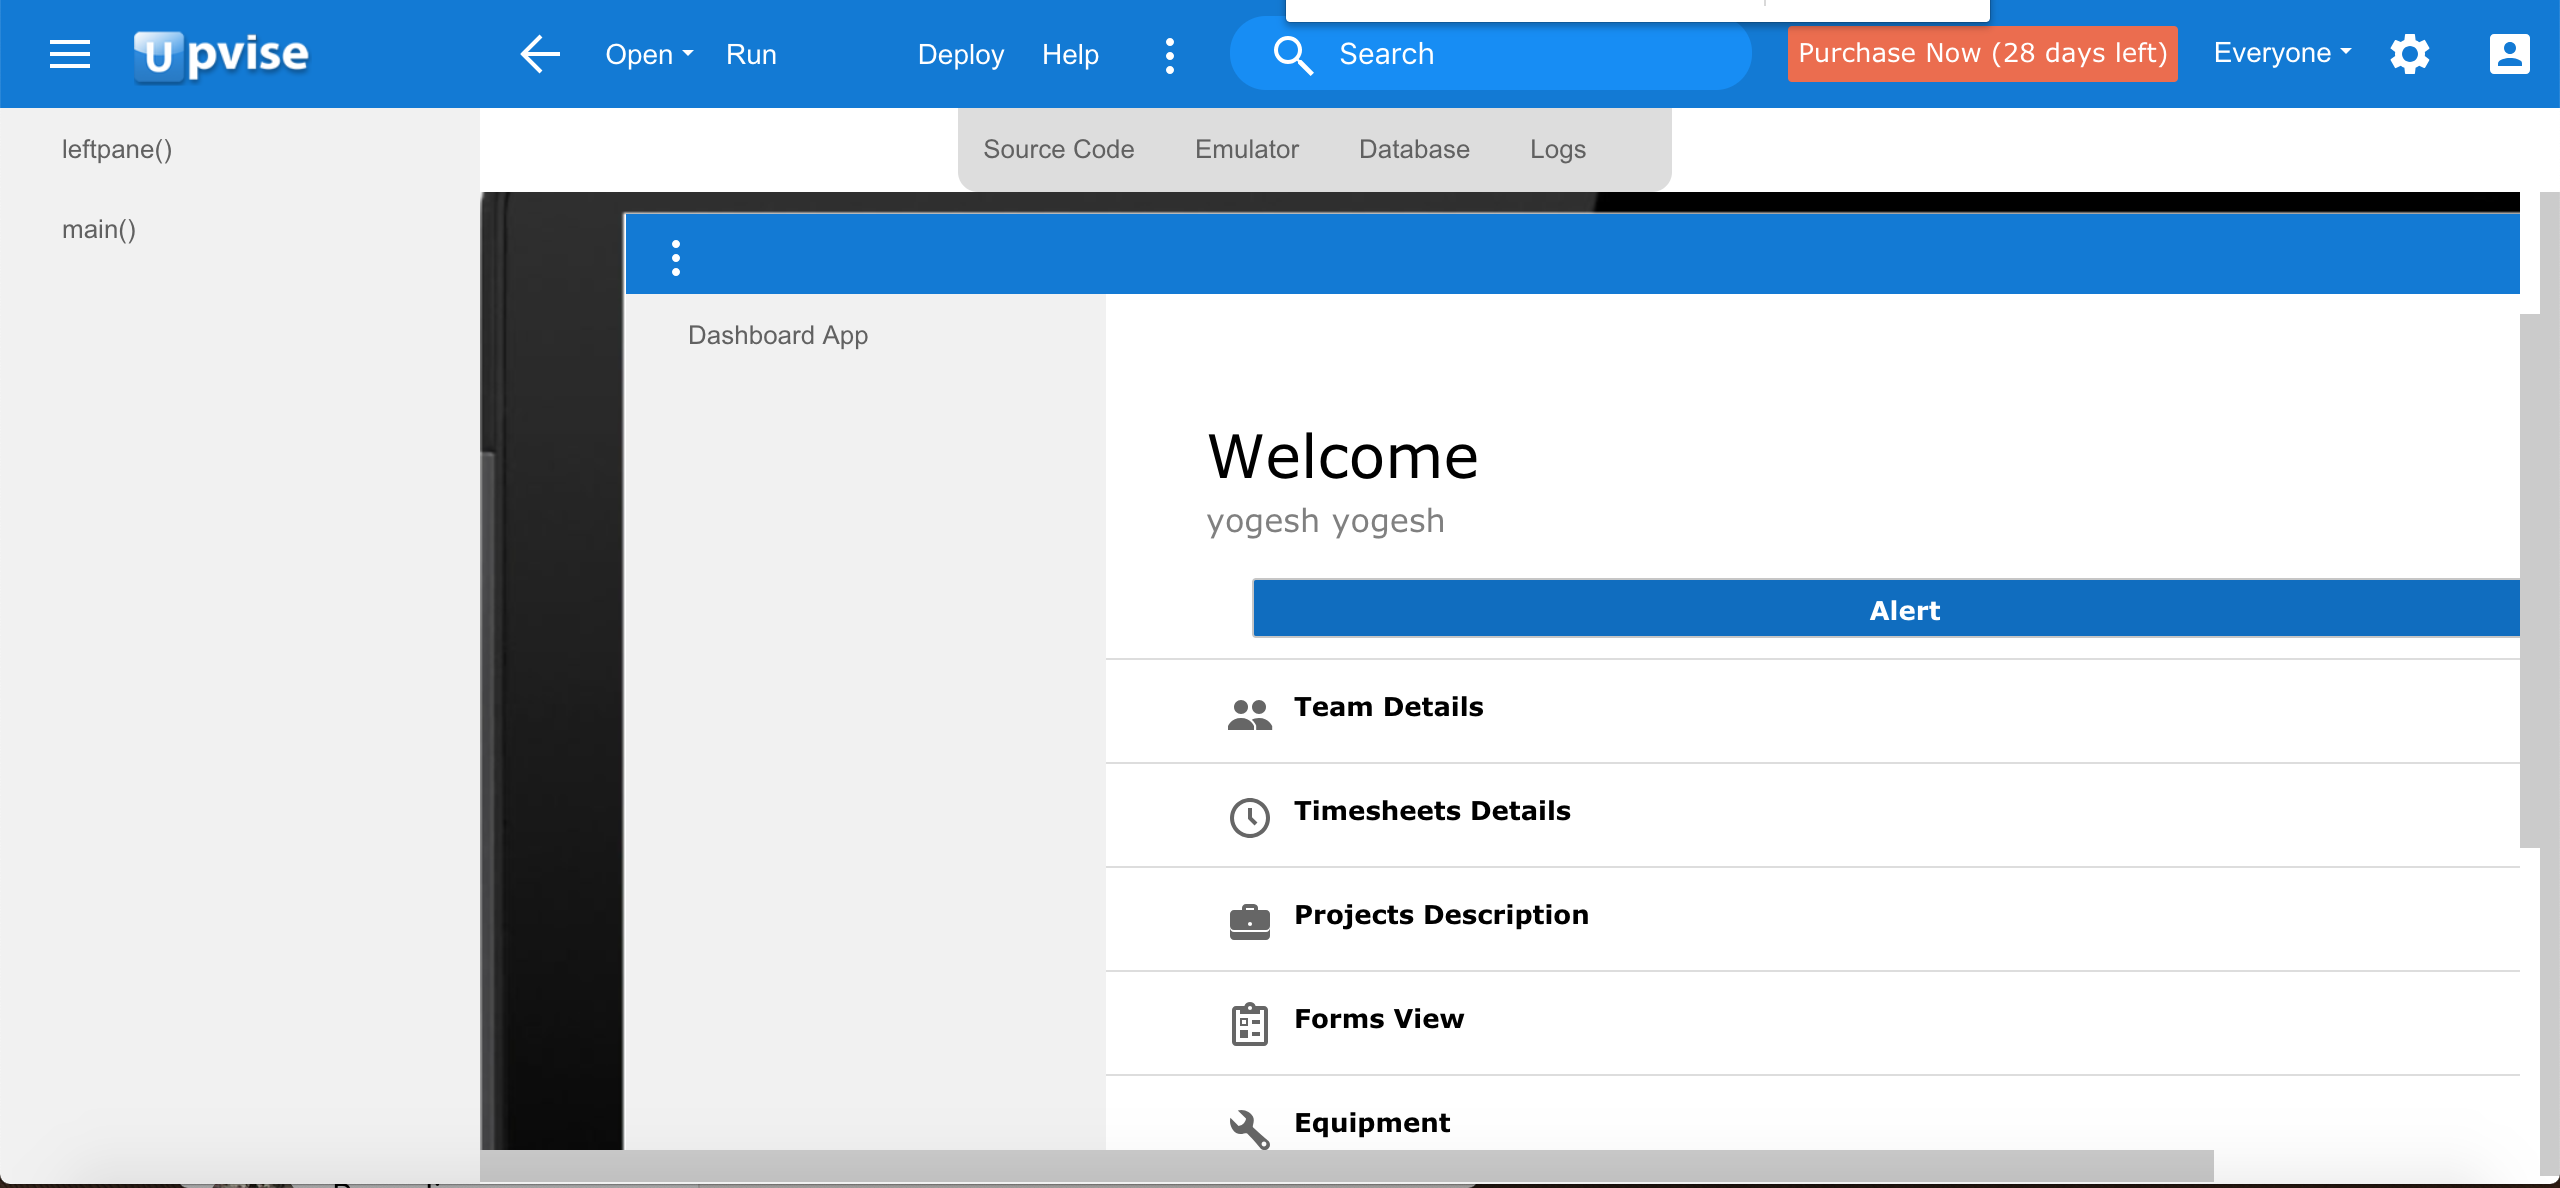 Upvise
Open
Run
Deploy
Help
Search
Purchase Now (28 days left)
Everyone
leftpane()
main()
Source Code
Emulator
Database
Logs
Dashboard App
Welcome
yogesh yogesh
Alert
Team Details
Timesheets Details
Projects Description
Forms View
Equipment